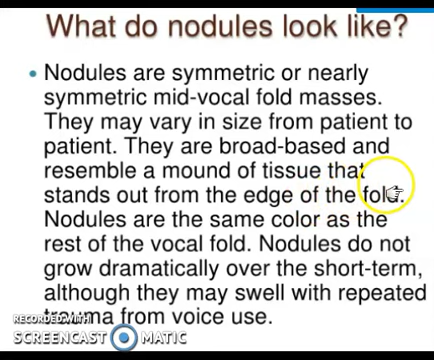 What do nodules look like?
• Nodules are symmetric or nearly
symmetric mid-vocal fold masses.
They may vary in size from patient to
patient. They are broad-based and
resemble a mound of tissue that
stands out from the edge of the fold.
Nodules are the same color as the
rest of the vocal fold. Nodules do not
grow dramatically over the short-term,
although they may swell with repeated
trauma from voice use.
RECORDED WITH
SCREENCAST MATIC